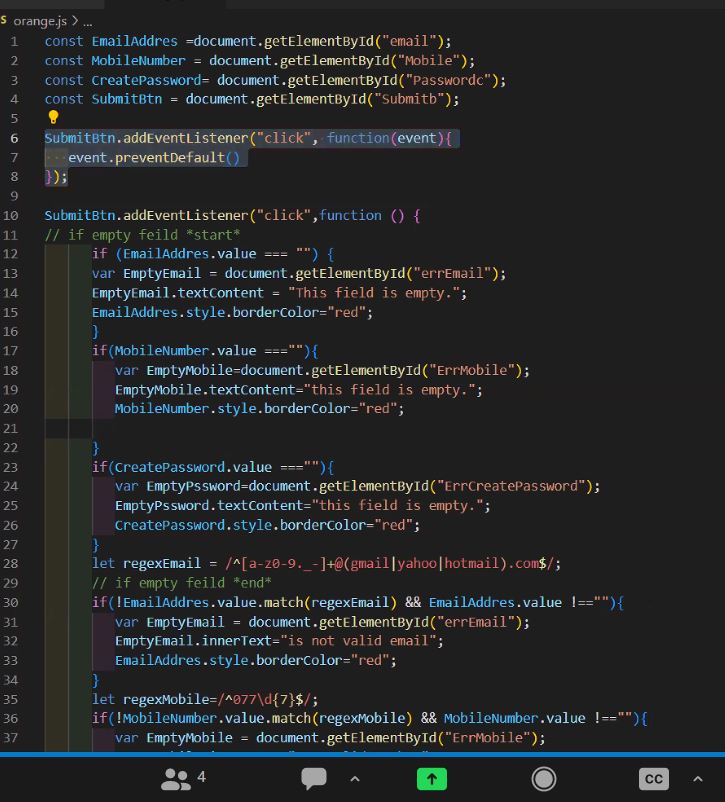 orange.js > ...
1 const EmailAddres =document.getElementById("email");
2 const MobileNumber = document.getElementById("Mobile");
3 const CreatePassword= document.getElementById("Passwordc");
4 const SubmitBtn = document.getElementById("Submitb");
5
6 SubmitBtn.addEventListener("click", function(event){
7 event.preventDefault()
8 });
9
10 SubmitBtn.addEventListener("click",function () {
11 // if empty feild *start*
12 if (EmailAddres.value === "") {
13 var EmptyEmail = document.getElementById("errEmail");
14 EmptyEmail.textContent = "This field is empty.";
15 EmailAddres.style.borderColor="red";
16 }
17 if(MobileNumber.value ===""){
18 var EmptyMobile=document.getElementById("ErrMobile");
19 EmptyMobile.textContent="this field is empty.";
20 MobileNumber.style.borderColor="red";
21
22 }
23 if(CreatePassword.value ===""){
24 var EmptyPssword=document.getElementById("ErrCreatePassword");
25 EmptyPssword.textContent="this field is empty.";
26 CreatePassword.style.borderColor="red";
27 }
28 let regexEmail = /^[a-z0-9._-]+@(gmail|yahoo|hotmail).com$/;
29 // if empty feild *end*
30 if(!EmailAddres.value.match(regexEmail) && EmailAddres.value !==""){
31 var EmptyEmail = document.getElementById("errEmail");
32 EmptyEmail.innerText="is not valid email";
33 EmailAddres.style.borderColor="red";
34 }
35 let regexMobile=/^077\d{7}$/;
36 if(!MobileNumber.value.match(regexMobile) && MobileNumber.value !==""){
37 var EmptyMobile = document.getElementById("ErrMobile");
4
CC